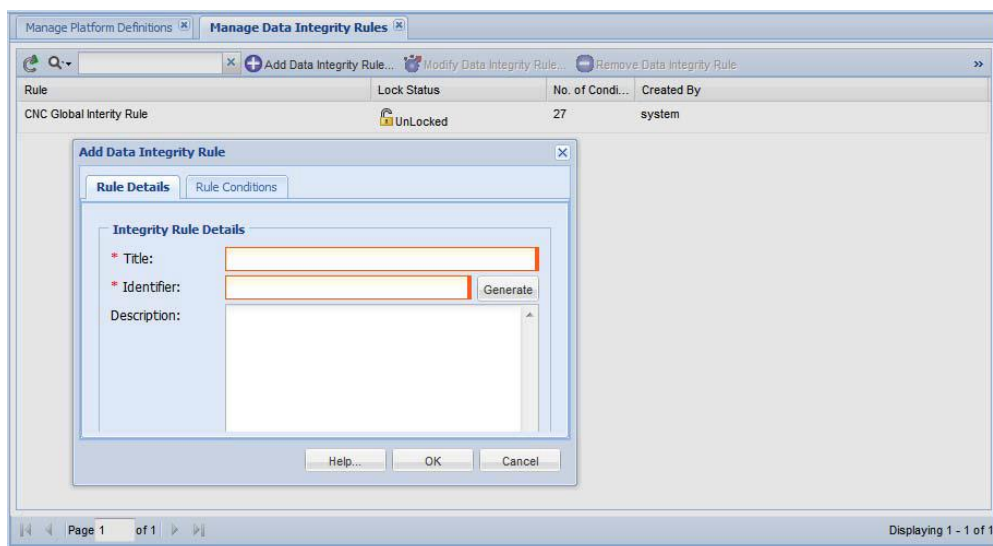 Manage Platform Definitions Manage Data Integrity Rules
Add Data Integrity Rule... Modify Data Integrity Rule... Remove Data Integrity Rule »
Rule Lock Status No. of Condi... Created By
CNC Global Interity Rule UnLocked 27 system
Add Data Integrity Rule
Rule Details Rule Conditions
Integrity Rule Details
* Title:
* Identifier: Generate
Description:
Help... OK Cancel
Page 1 of 1 Displaying 1 - 1 of 1